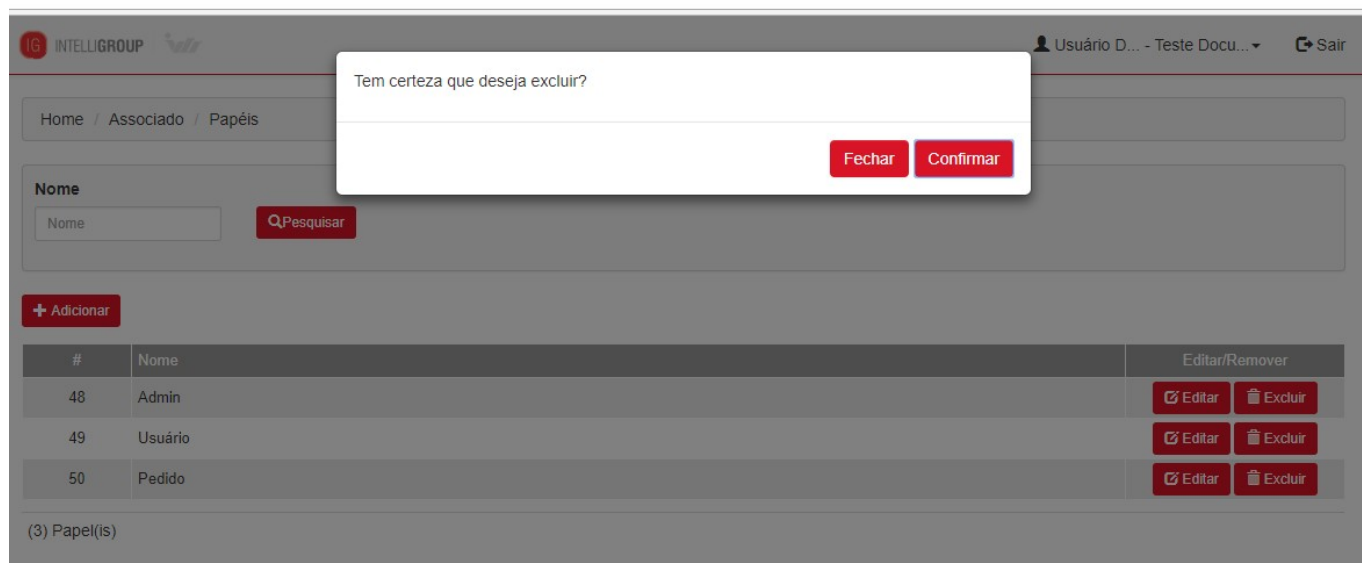 IG INTELLIGROUP
Usuário D... - Teste Docu... Sair
Tem certeza que deseja excluir?
Fechar Confirmar
Home / Associado / Papéis
Nome
Nome Pesquisar
Adicionar
# Nome Editar/Remover
48 Admin Editar Excluir
49 Usuário Editar Excluir
50 Pedido Editar Excluir
(3) Papel(is)